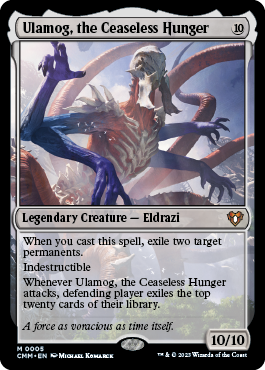 Ulamog, the Ceaseless Hunger 10
Legendary Creature — Eldrazi
When you cast this spell, exile two target
permanents.
Indestructible
Whenever Ulamog, the Ceaseless Hunger
attacks, defending player exiles the top
twenty cards of their library.
A force as voracious as time itself.
10/10
M 0005
CMM • EN Michael Komarck
™ & © 2023 Wizards of the Coast